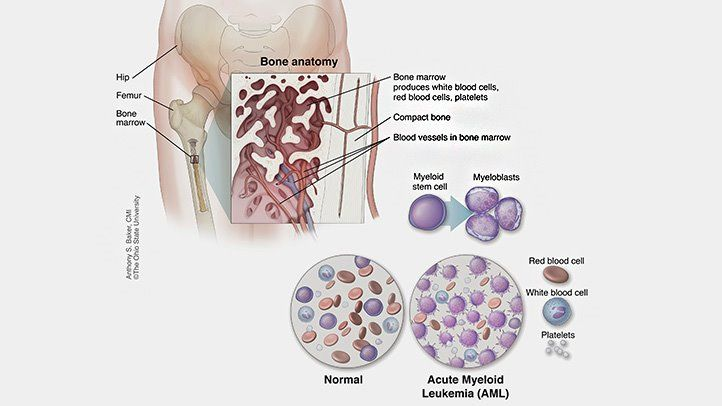 Bone anatomy
Hip
Femur
Bone
marrow
Bone marrow
produces white blood cells,
red blood cells, platelets
Compact bone
Blood vessels in bone marrow
Myeloid
stem cell
Myeloblasts
Anthony S. Baker, CMI
©The Ohio State University
Red blood cell
White blood cell
Platelets
Normal
Acute Myeloid
Leukemia (AML)